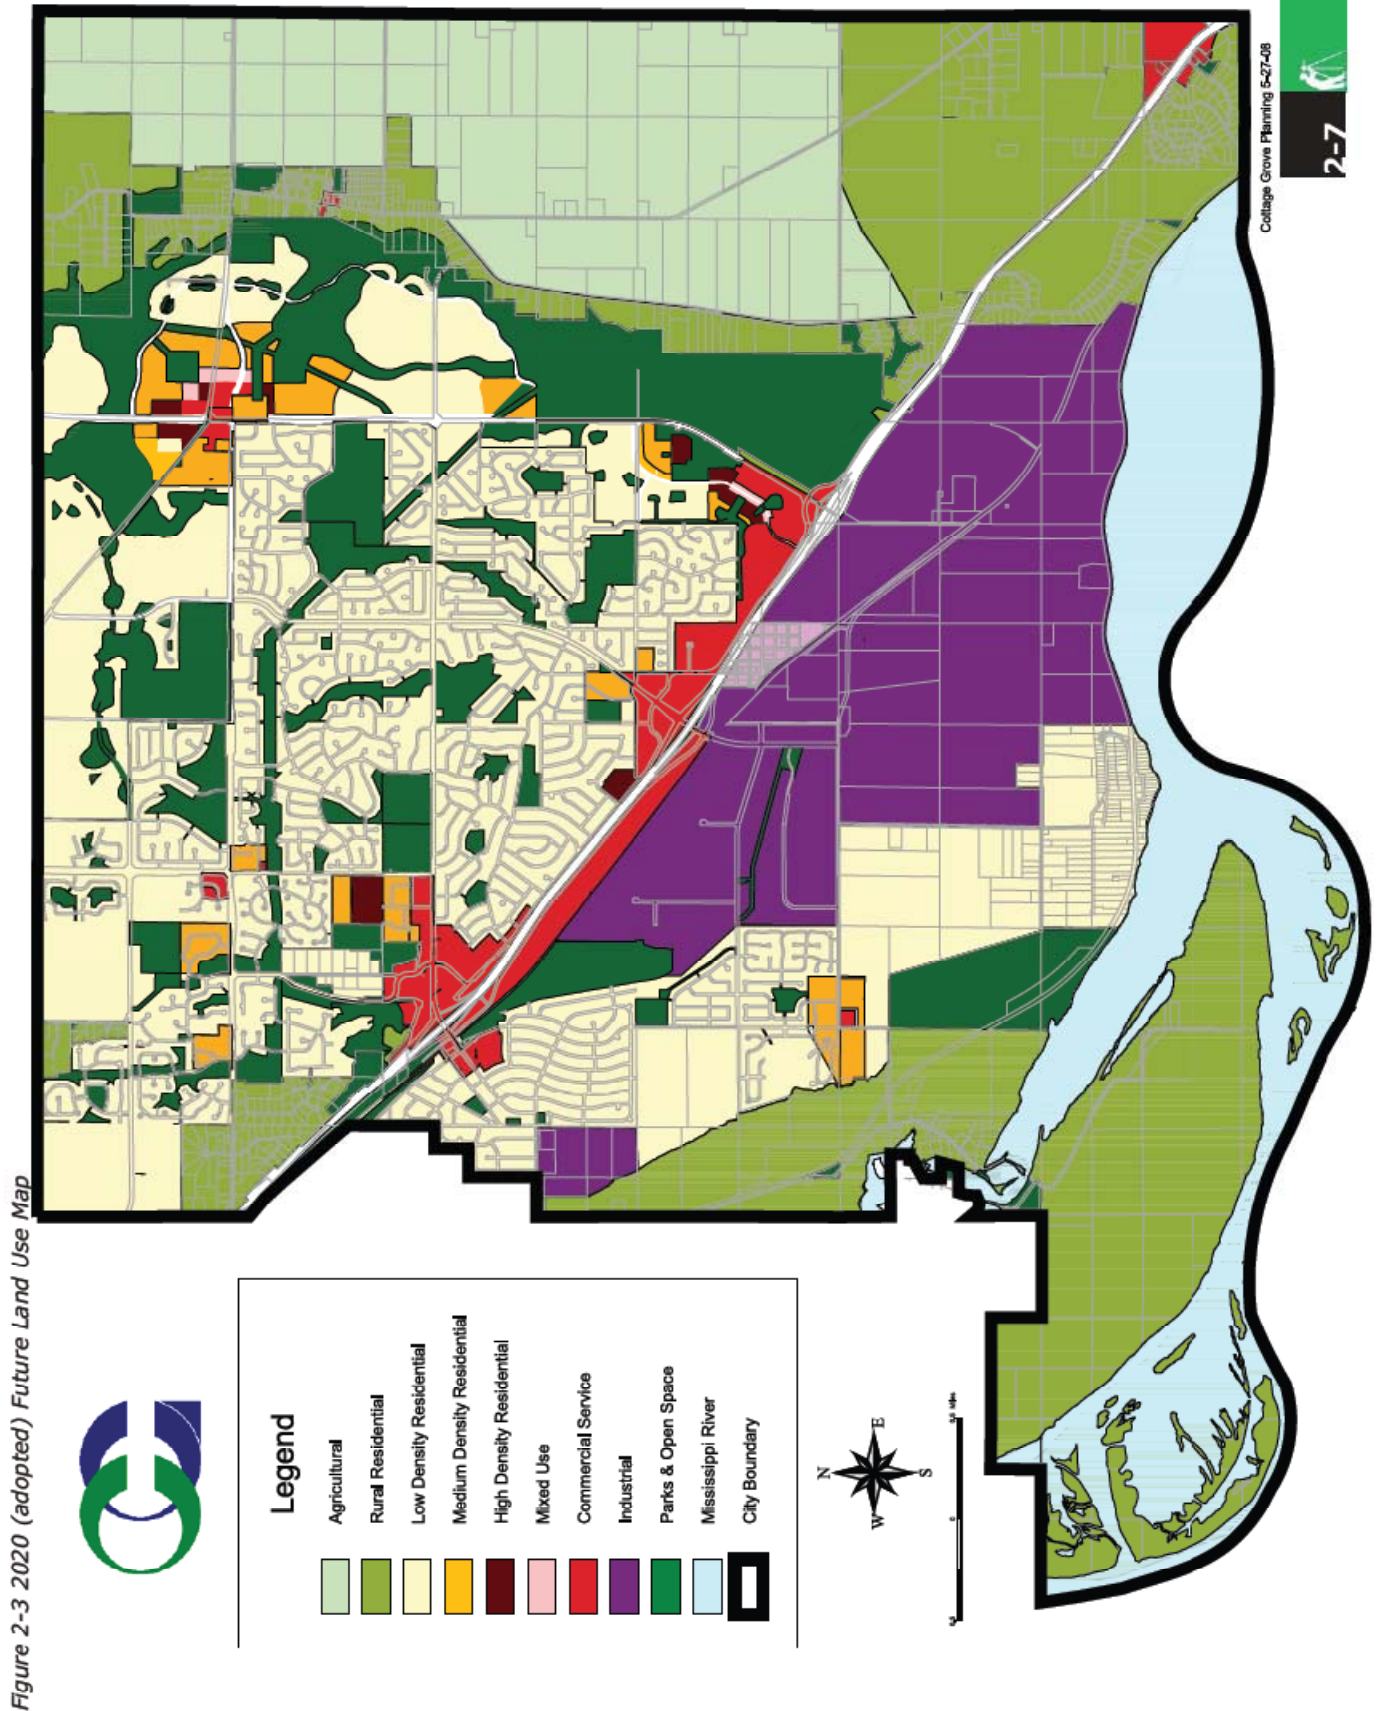 Figure 2-3 2020 (adopted) Future Land Use Map
Legend
Agricultural
Rural Residential
Low Density Residential
Medium Density Residential
High Density Residential
Mixed Use
Commercial Service
Industrial
Parks & Open Space
Mississippi River
City Boundary
N
W
E
S
0
Cottage Grove Planning 5-27-08
2-7